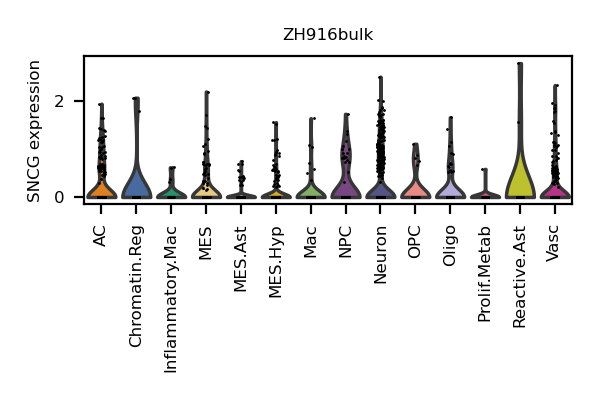 ZH916bulk
SNCG expression
2
0
AC
Chromatin.Reg
Inflammatory.Mac
MES
MES.Ast
MES.Hyp
Mac
NPC
Neuron
OPC
Oligo
Prolif.Metab
Reactive.Ast
Vasc